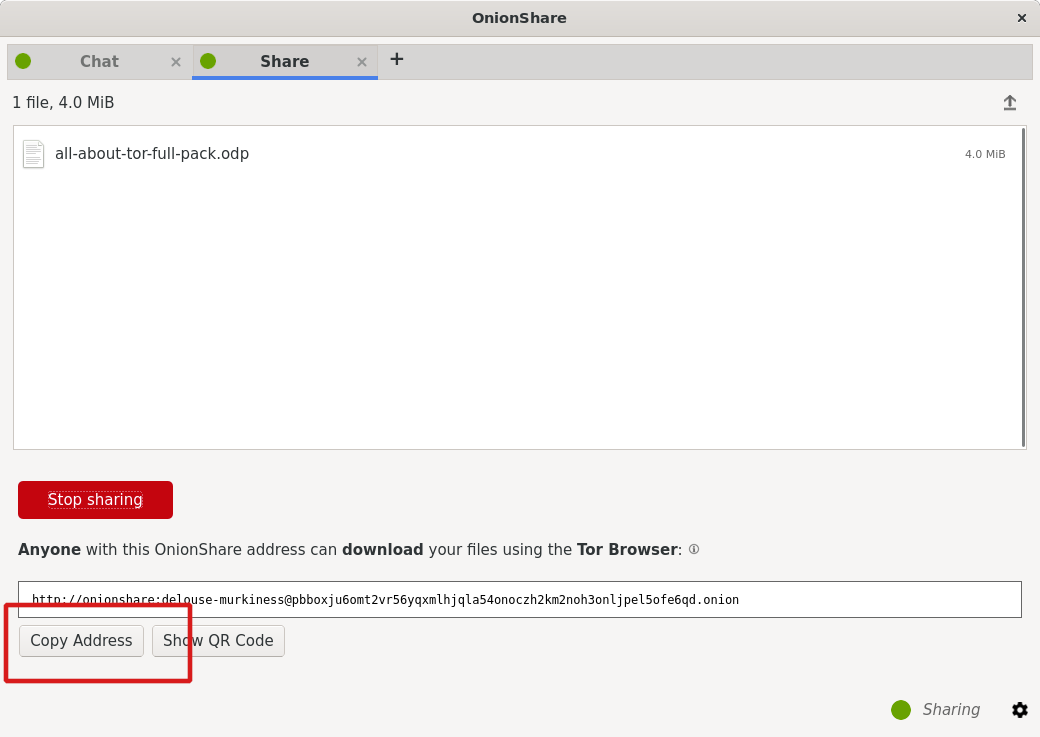 OnionShare
Chat Share +
1 file, 4.0 MiB
all-about-tor-full-pack.odp 4.0 MiB
Stop sharing
Anyone with this OnionShare address can download your files using the Tor Browser:
http://onionshare:delouse-murkiness@pbboxju6omt2vr56yqxmlhjqla54onoczh2km2noh3onljpel5ofe6qd.onion
Copy Address Show QR Code
Sharing